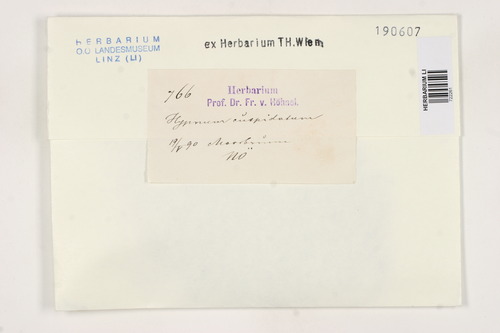 HERBARIUM
O.Ö. LANDESMUSEUM
LINZ (LI)
ex Herbarium TH.Wien
190607
HERBARIUM LI
766
Herbarium
Prof. Dr. Fr. v. Höhnel.
Hypnum cuspidatum
90
NÖ